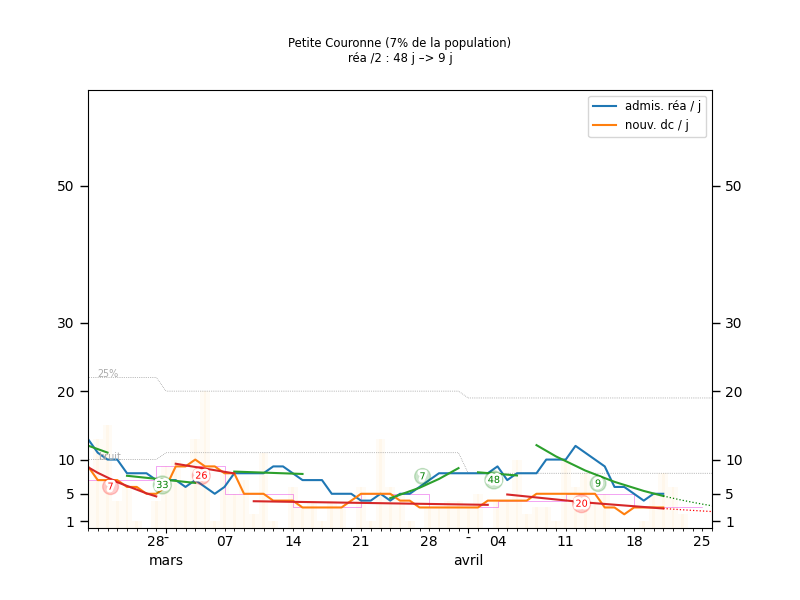 Petite Couronne (7% de la population)
réa /2 : 48 j –> 9 j
admis. réa / j
nouv. dc / j
50 50
30 30
25%
20 20
bruit
10 10
7 33 26 7 48 9 20
5 5
1 1
28 07 14 21 28 04 11 18 25
mars avril